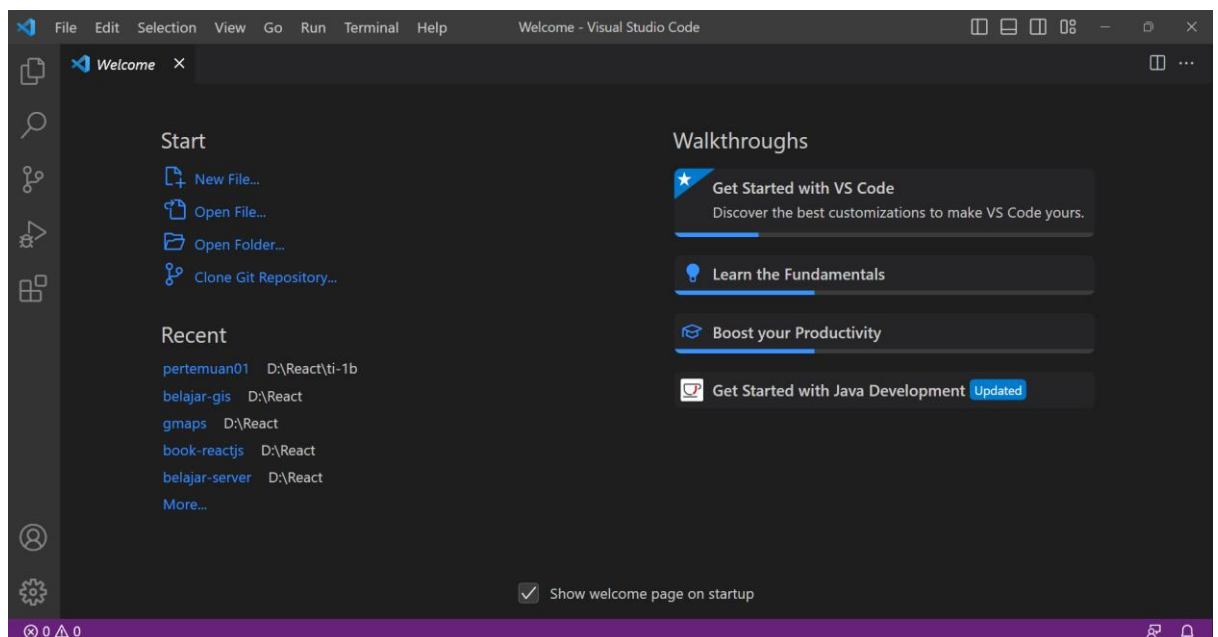 File Edit Selection View Go Run Terminal Help Welcome - Visual Studio Code
Welcome
Start
New File...
Open File...
Open Folder...
Clone Git Repository...
Recent
pertemuan01 D:\React\ti-1b
belajar-gis D:\React
gmaps D:\React
book-reactjs D:\React
belajar-server D:\React
More...
Walkthroughs
Get Started with VS Code
Discover the best customizations to make VS Code yours.
Learn the Fundamentals
Boost your Productivity
Get Started with Java Development Updated
Show welcome page on startup
0 0